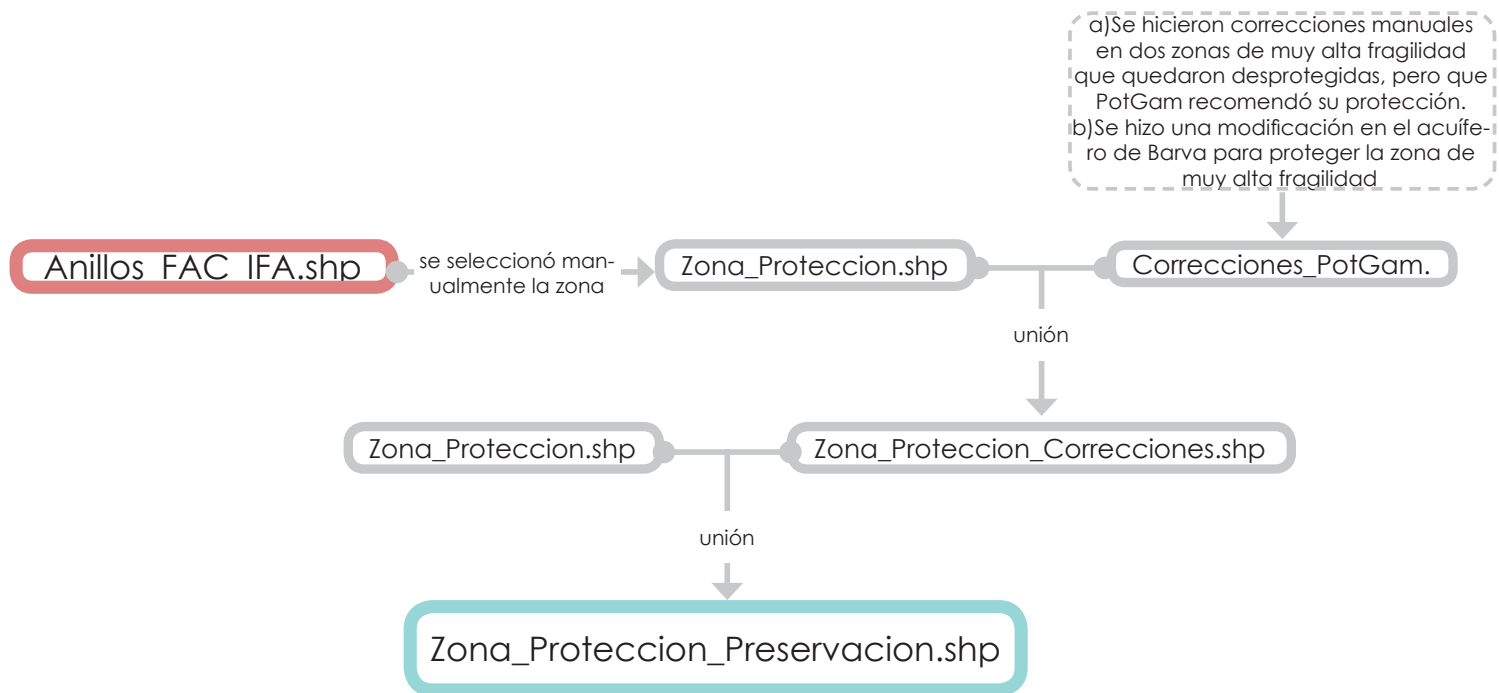 a)Se hicieron correcciones manuales
en dos zonas de muy alta fragilidad
que quedaron desprotegidas, pero que
PotGam recomendó su protección.
b)Se hizo una modificación en el acuífe-
ro de Barva para proteger la zona de
muy alta fragilidad
Anillos_FAC_IFA.shp
se seleccionó man-
ualmente la zona
Zona_Proteccion.shp
Correcciones_PotGam.
unión
Zona_Proteccion.shp
Zona_Proteccion_Correcciones.shp
unión
Zona_Proteccion_Preservacion.shp